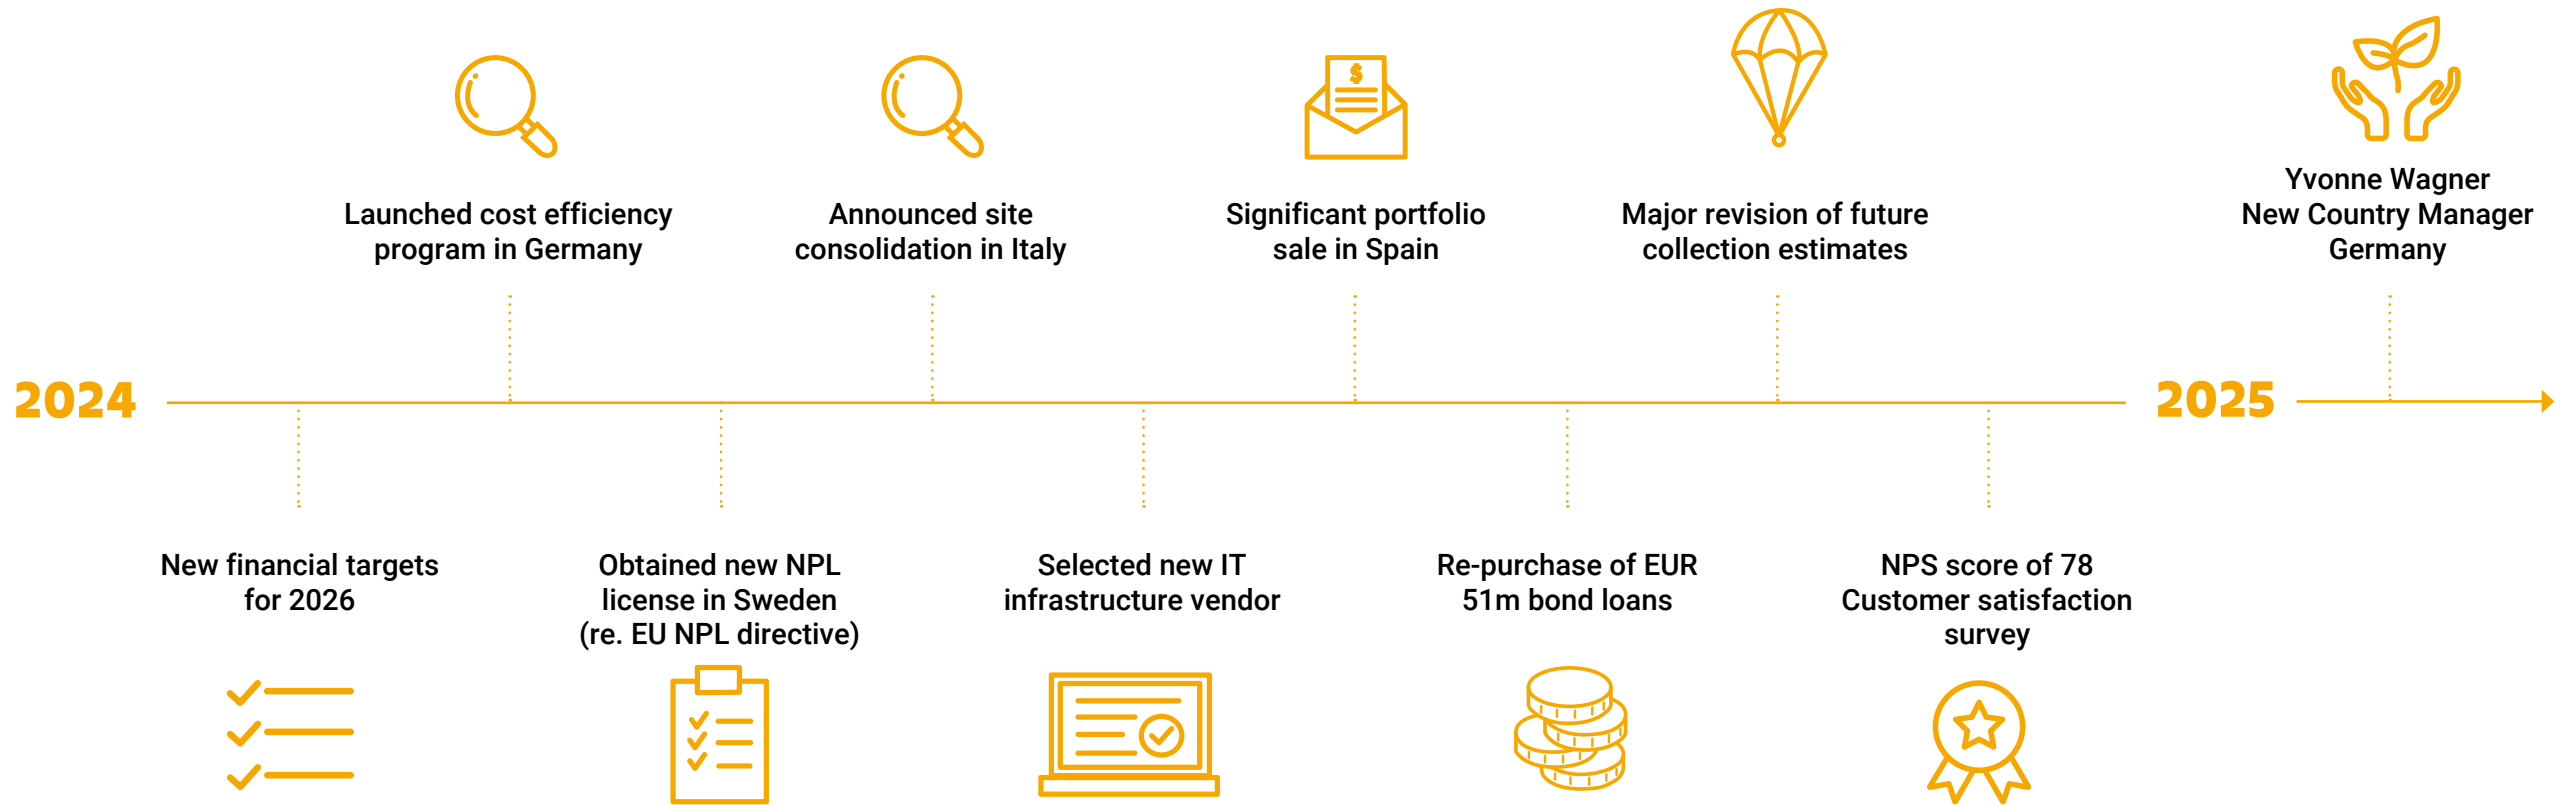 $
Yvonne Wagner
New Country Manager
Germany
Launched cost efficiency
program in Germany
Announced site
consolidation in Italy
Significant portfolio
sale in Spain
Major revision of future
collection estimates
2024
2025
New financial targets
for 2026
Obtained new NPL
license in Sweden
(re. EU NPL directive)
Selected new IT
infrastructure vendor
Re-purchase of EUR
51m bond loans
NPS score of 78
Customer satisfaction
survey